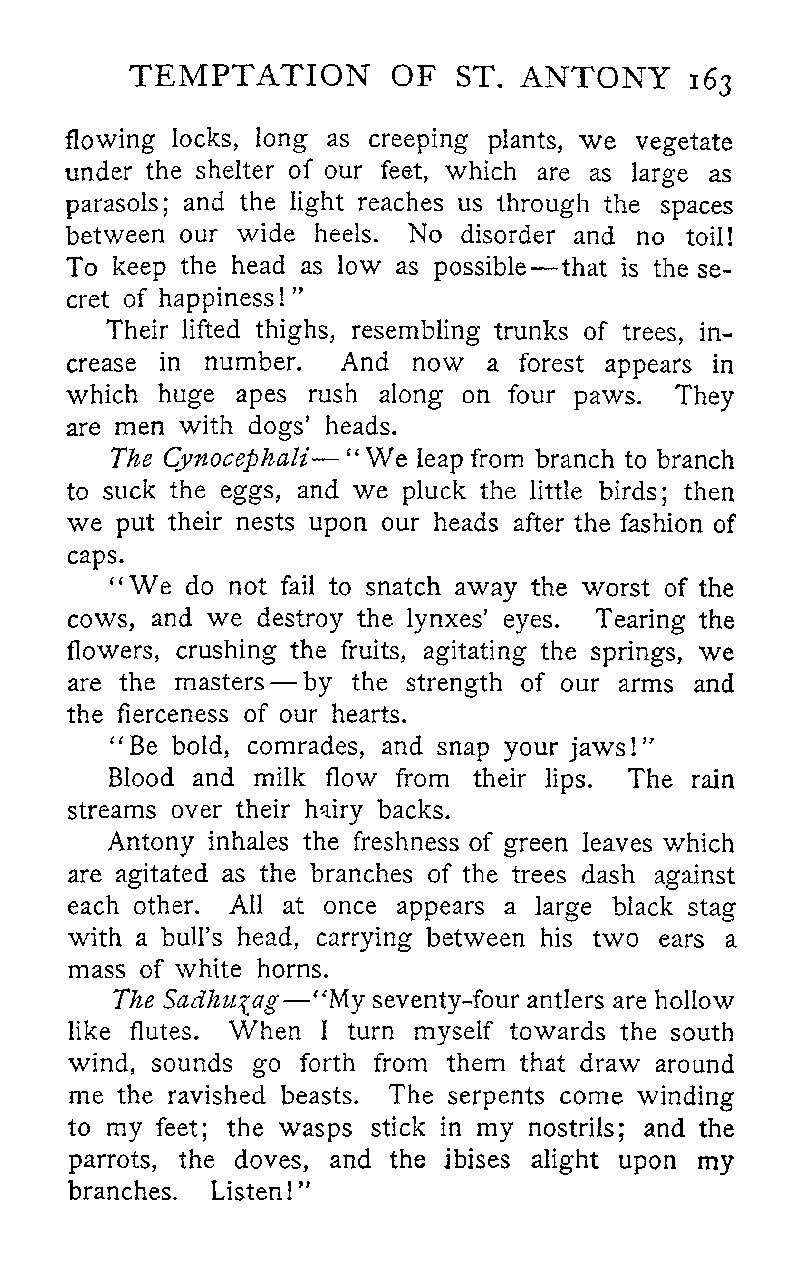 TEMPTATION OF ST. ANTONY 163
flowing locks, long as creeping plants, we vegetate
under the shelter of our feet, which are as large as
parasols; and the light reaches us through the spaces
between our wide heels. No disorder and no toil!
To keep the head as low as possible—that is the se-
cret of happiness!"
Their lifted thighs, resembling trunks of trees, in-
crease in number. And now a forest appears in
which huge apes rush along on four paws. They
are men with dogs' heads.
The Cynocephali—"We leap from branch to branch
to suck the eggs, and we pluck the little birds; then
we put their nests upon our heads after the fashion of
caps.
"We do not fail to snatch away the worst of the
cows, and we destroy the lynxes' eyes. Tearing the
flowers, crushing the fruits, agitating the springs, we
are the masters—by the strength of our arms and
the fierceness of our hearts.
"Be bold, comrades, and snap your jaws!"
Blood and milk flow from their lips. The rain
streams over their hairy backs.
Antony inhales the freshness of green leaves which
are agitated as the branches of the trees dash against
each other. All at once appears a large black stag
with a bull's head, carrying between his two ears a
mass of white horns.
The Sadhuzag—"My seventy-four antlers are hollow
like flutes. When I turn myself towards the south
wind, sounds go forth from them that draw around
me the ravished beasts. The serpents come winding
to my feet; the wasps stick in my nostrils; and the
parrots, the doves, and the ibises alight upon my
branches. Listen!"